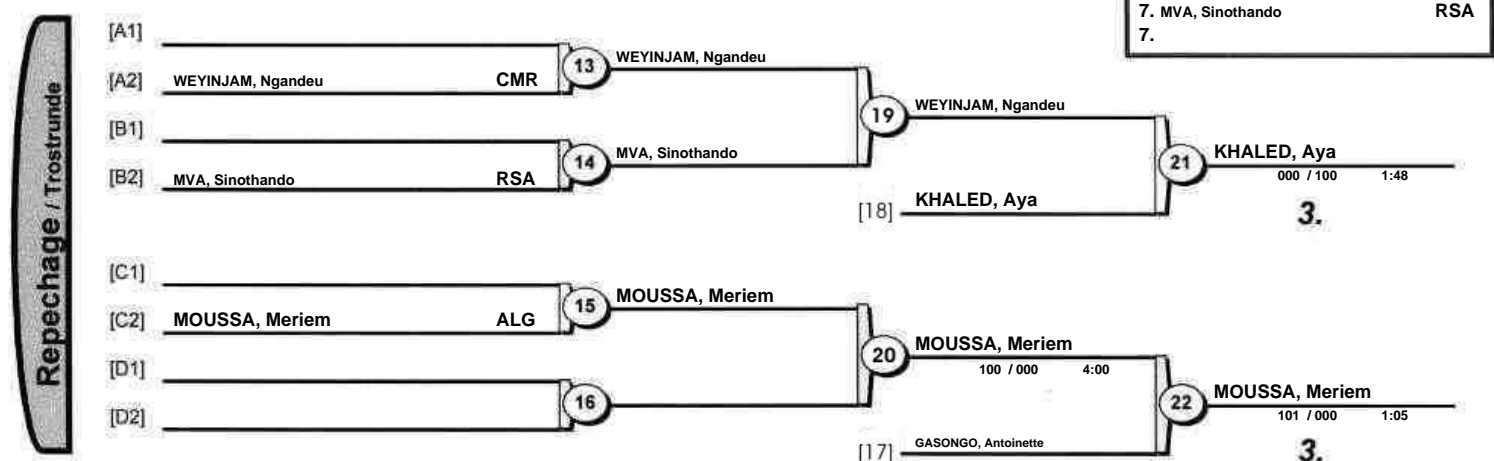 7. MVA, Sinothando RSA
7.
Repechage / Trostrunde
[A1]
[A2] WEYINJAM, Ngandeu CMR
13 WEYINJAM, Ngandeu
[B1]
[B2] MVA, Sinothando RSA
14 MVA, Sinothando
19 WEYINJAM, Ngandeu
[18] KHALED, Aya
21 KHALED, Aya
000 / 100 1:48
3.
[C1]
[C2] MOUSSA, Meriem ALG
15 MOUSSA, Meriem
[D1]
[D2]
16
20 MOUSSA, Meriem
100 / 000 4:00
[17] GASONGO, Antoinette
22 MOUSSA, Meriem
101 / 000 1:05
3.